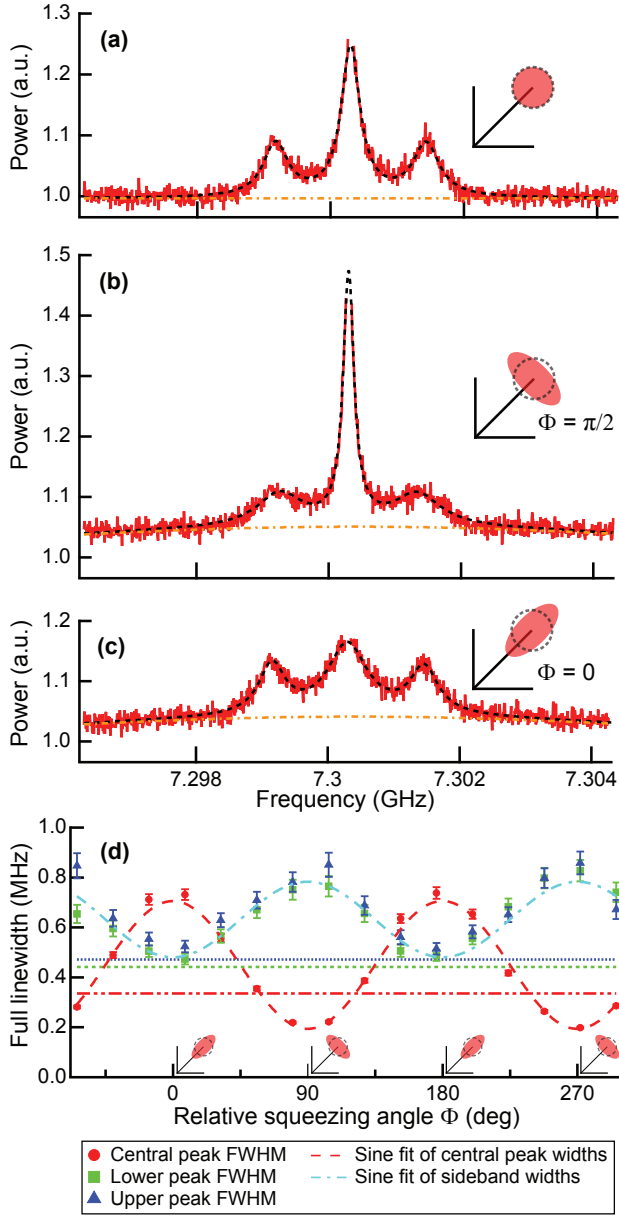 (a)
Power (a.u.)
1.3
1.2
1.1
1.0
(b)
Power (a.u.)
1.5
1.4
1.3
1.2
1.1
1.0
Φ = π/2
(c)
Power (a.u.)
1.2
1.1
1.0
Φ = 0
7.298 7.3 7.302 7.304
Frequency (GHz)
(d)
Full linewidth (MHz)
1.0
0.8
0.6
0.4
0.2
0.0
0 90 180 270
Relative squeezing angle Φ (deg)
Central peak FWHM
Lower peak FWHM
Upper peak FWHM
Sine fit of central peak widths
Sine fit of sideband widths